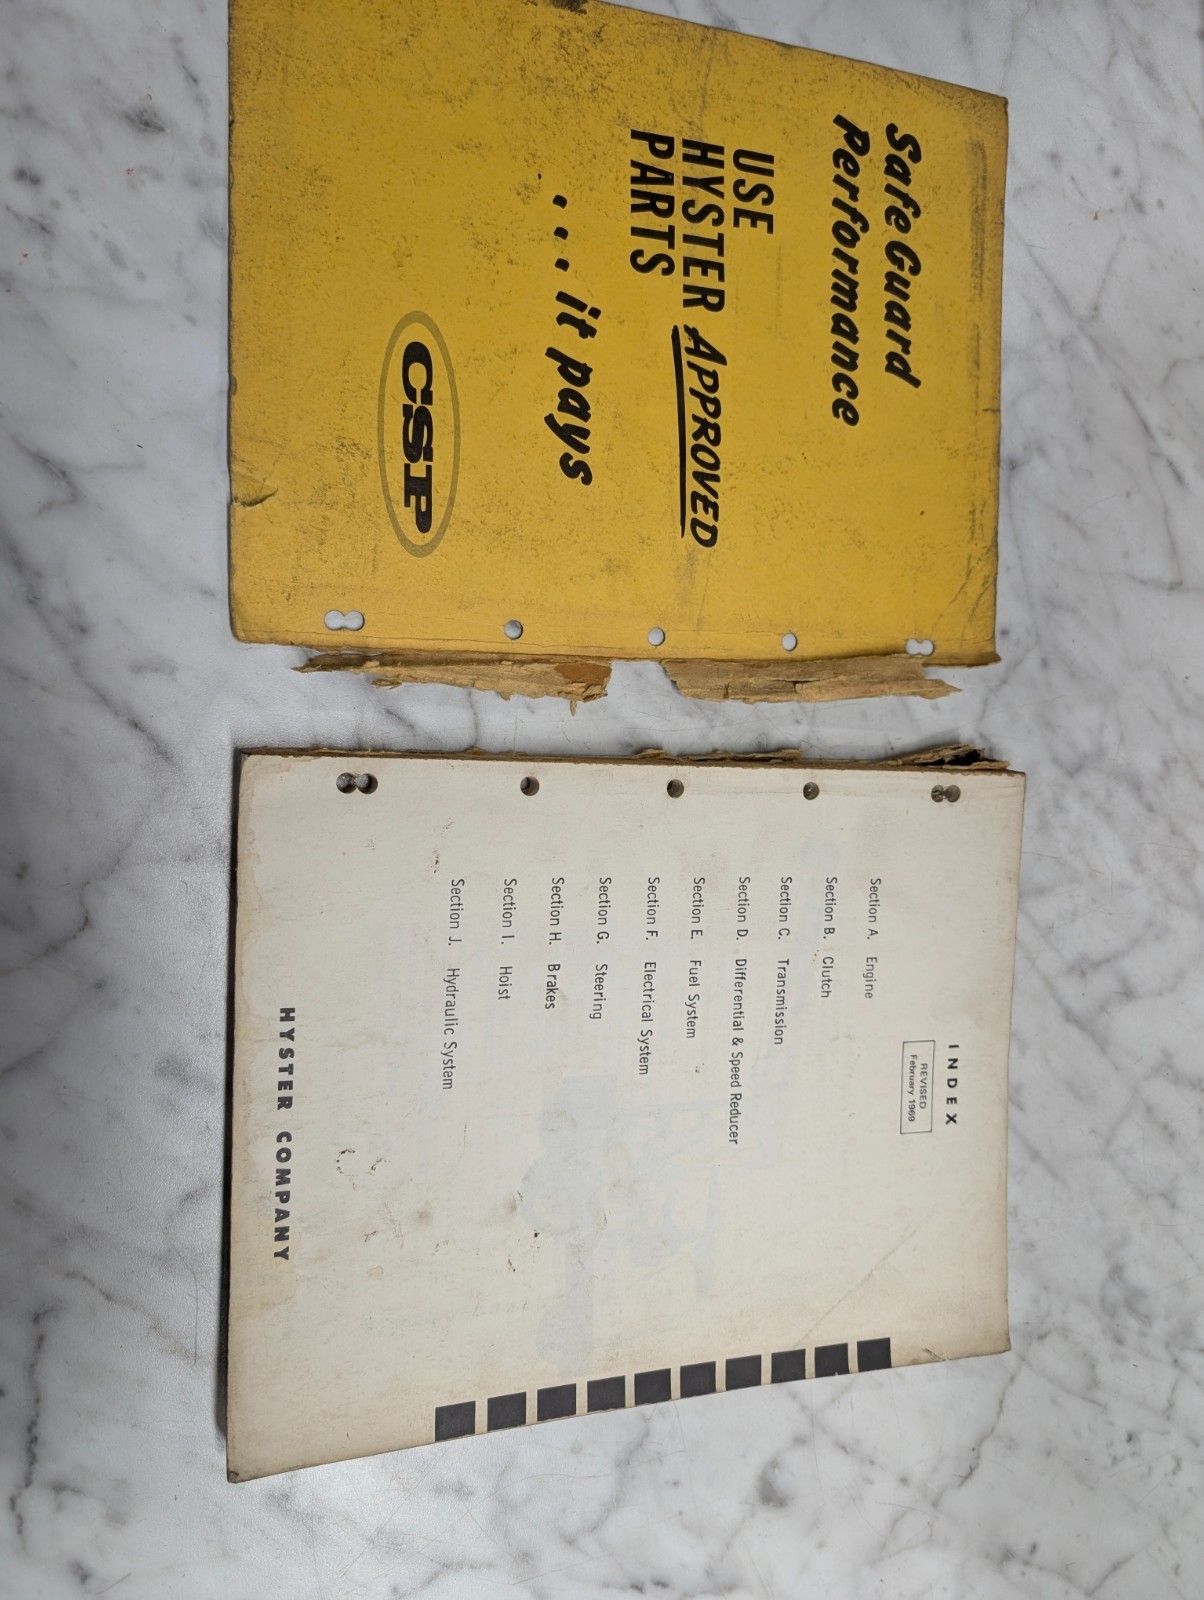 Safe Guard
Performance
USE
HYSTER APPROVED
PARTS
...it pays
CSP
INDEX
REVISED
February 1969
Section A. Engine
Section B. Clutch
Section C. Transmission
Section D. Differential & Speed Reducer
Section E. Fuel System
Section F. Electrical System
Section G. Steering
Section H. Brakes
Section I. Hoist
Section J. Hydraulic System
HYSTER COMPANY